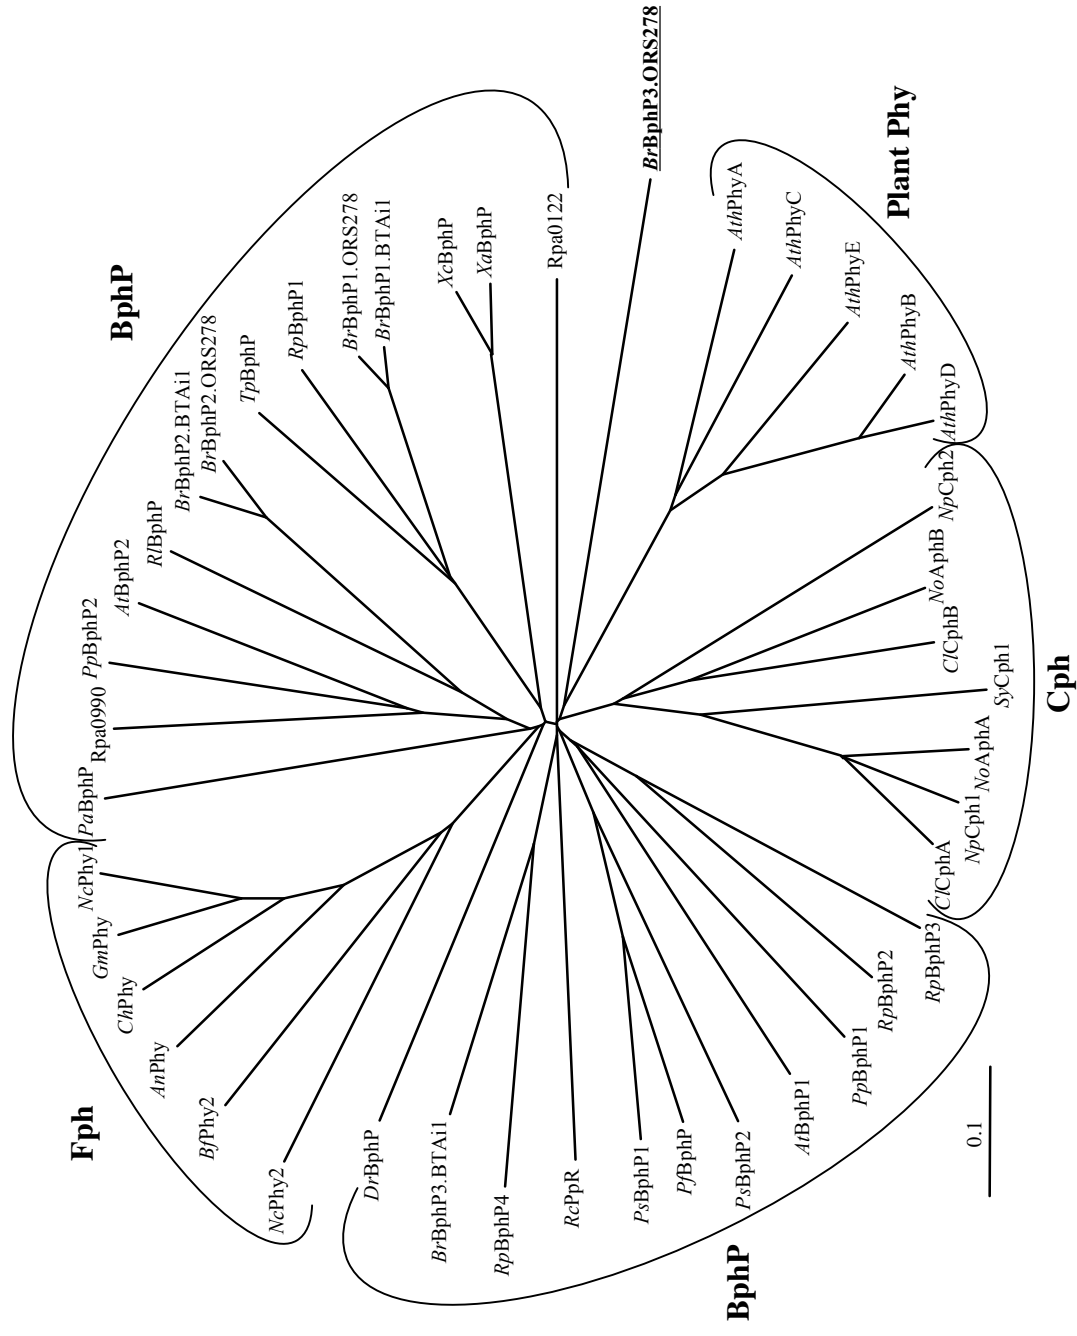 BrBphP3.ORS278
Plant Phy
AthPhyA
AthPhyC
AthPhyE
AthPhyB
AthPhyD
Cph
NpCph2
NoAphB
ClCphB
SyCph1
NoAphA
NpCph1
ClCphA
BphP
RpBphP3
RpBphP2
PpBphP1
AtBphP1
PsBphP2
PfBphP
PsBphP1
RcPpR
RpBphP4
BrBphP3.BTAi1
DrBphP
Fph
NcPhy2
BfPhy2
AnPhy
ChPhy
GmPhy
NcPhy1
BphP
PaBphP
Rpa0990
PpBphP2
AtBphP2
RlBphP
BrBphP2.BTAi1
BrBphP2.ORS278
TpBphP
RpBphP1
BrBphP1.ORS278
BrBphP1.BTAi1
XcBphP
XaBphP
Rpa0122
0.1